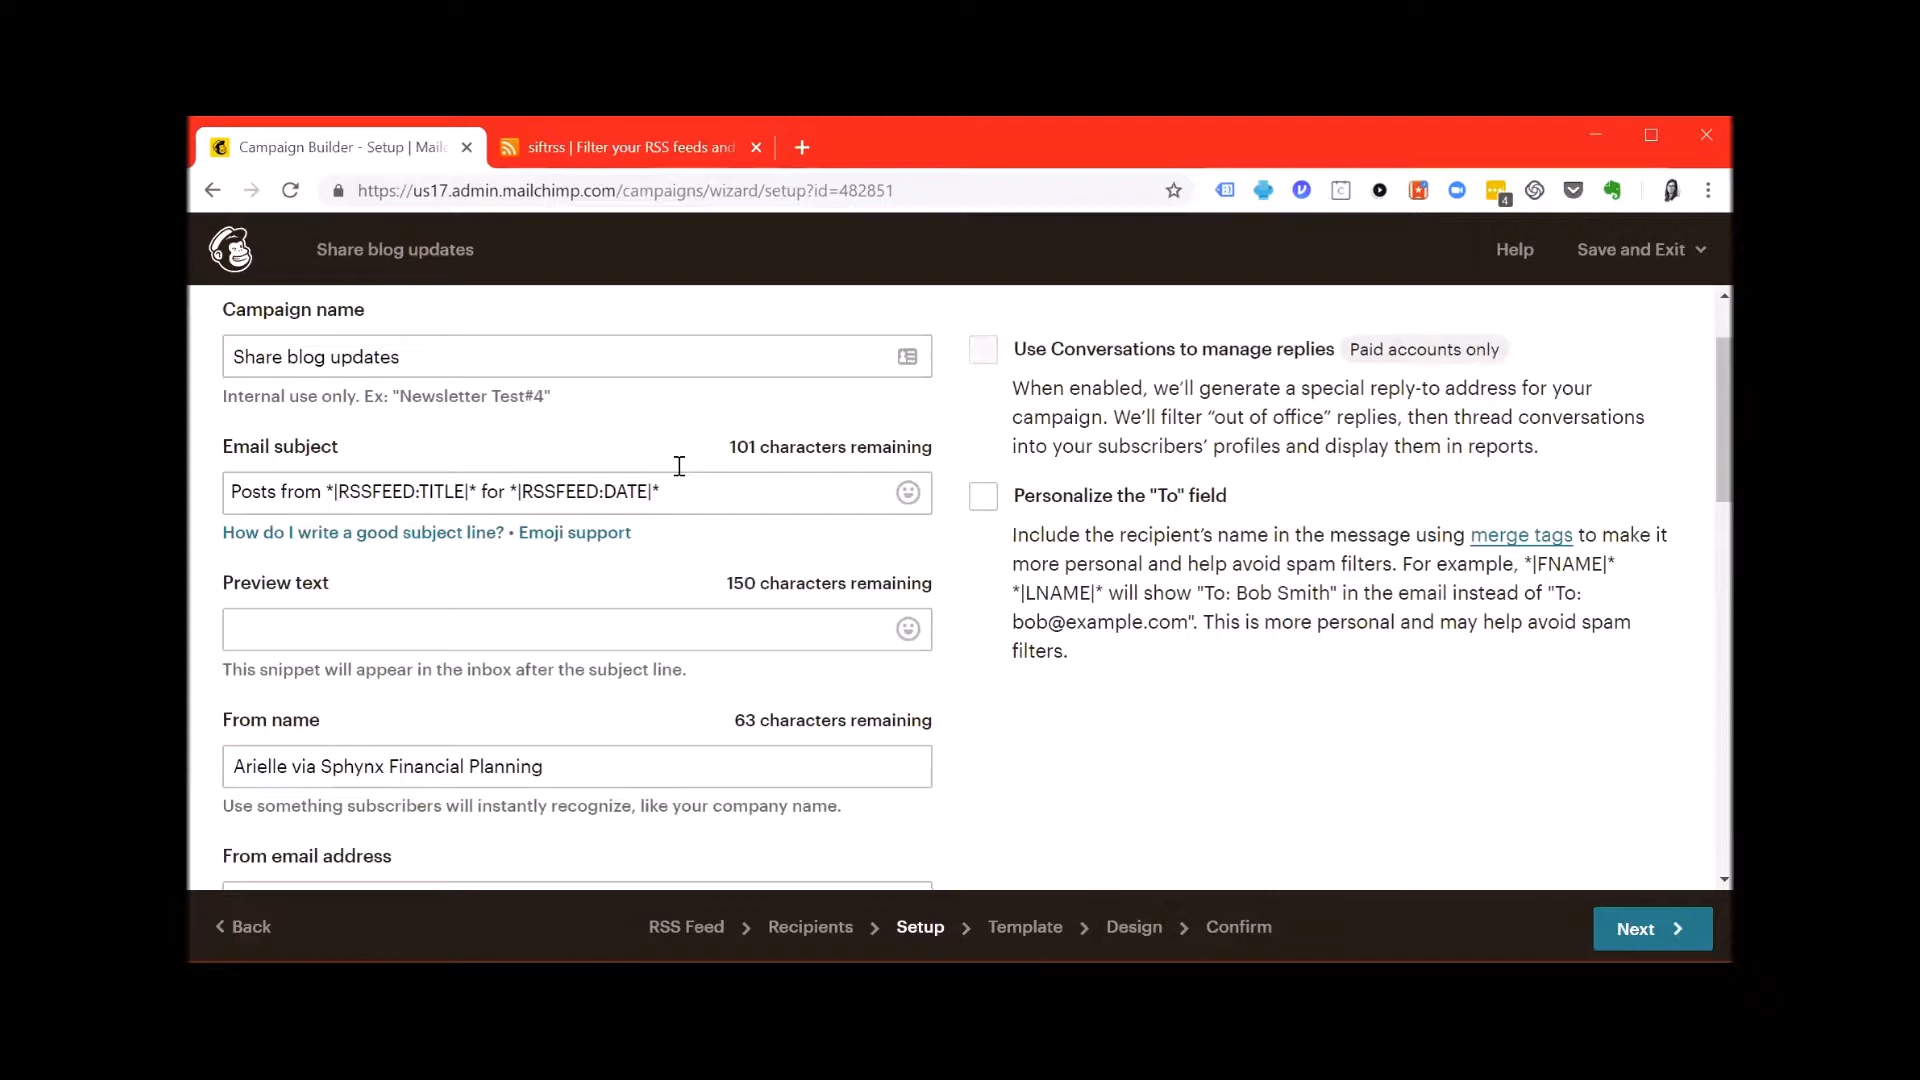 Campaign Builder - Setup | Mailc
siftrss | Filter your RSS feeds and
https://us17.admin.mailchimp.com/campaigns/wizard/setup?id=482851
4
Share blog updates
Help
Save and Exit
Campaign name
Share blog updates
Internal use only. Ex: "Newsletter Test#4"
Email subject
101 characters remaining
Posts from *|RSSFEED:TITLE|* for *|RSSFEED:DATE|*
How do I write a good subject line? • Emoji support
Preview text
150 characters remaining
This snippet will appear in the inbox after the subject line.
From name
63 characters remaining
Arielle via Sphynx Financial Planning
Use something subscribers will instantly recognize, like your company name.
From email address
Use Conversations to manage replies
Paid accounts only
When enabled, we’ll generate a special reply-to address for your
campaign. We’ll filter “out of office” replies, then thread conversations
into your subscribers’ profiles and display them in reports.
Personalize the "To" field
Include the recipient’s name in the message using merge tags to make it
more personal and help avoid spam filters. For example, *|FNAME|*
*|LNAME|* will show "To: Bob Smith" in the email instead of "To:
bob@example.com". This is more personal and may help avoid spam
filters.
Back
RSS Feed > Recipients > Setup > Template > Design > Confirm
Next